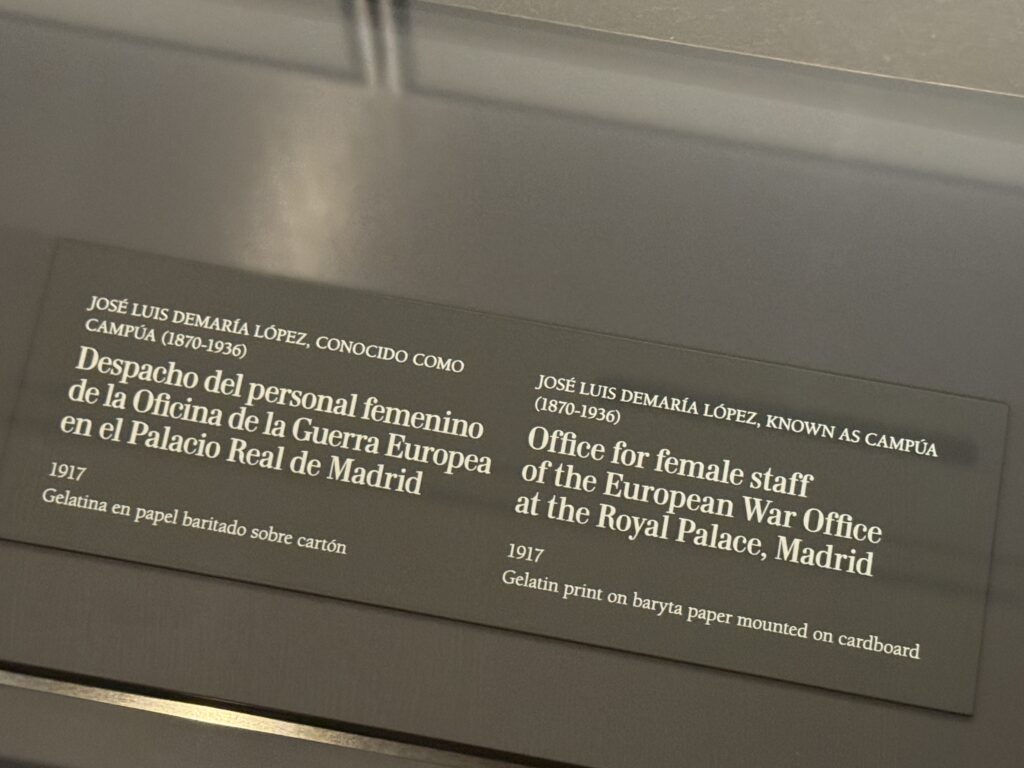 JOSÉ LUIS DEMARÍA LÓPEZ, CONOCIDO COMO
CAMPÚA (1870-1936)
Despacho del personal femenino
de la Oficina de la Guerra Europea
en el Palacio Real de Madrid
1917
Gelatina en papel baritado sobre cartón
JOSÉ LUIS DEMARÍA LÓPEZ, KNOWN AS CAMPÚA
(1870-1936)
Office for female staff
of the European War Office
at the Royal Palace, Madrid
1917
Gelatin print on baryta paper mounted on cardboard